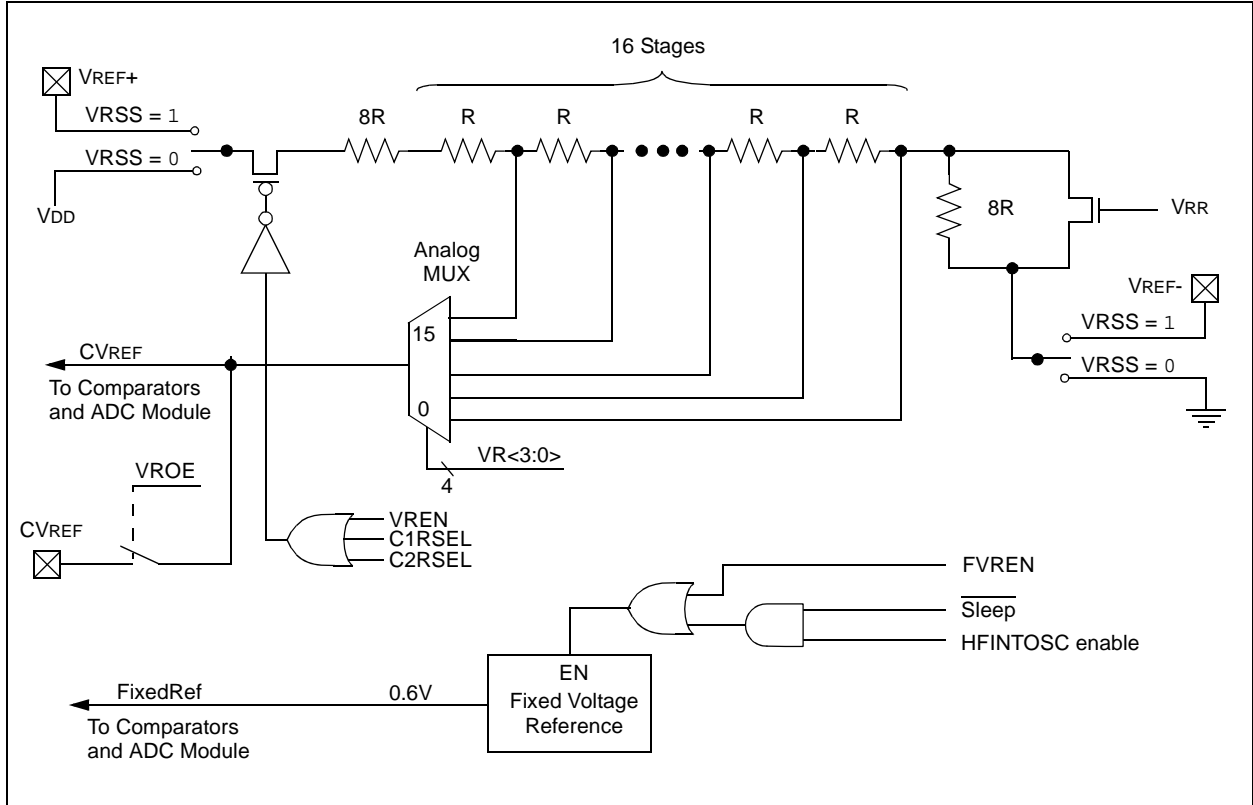 16 Stages
VREF+
VRSS = 1
VRSS = 0
VDD
8R
R
R
R
R
8R
VRR
VREF-
VRSS = 1
VRSS = 0
Analog
MUX
15
0
CVREF
To Comparators
and ADC Module
VR<3:0>
4
VROE
CVREF
VREN
C1RSEL
C2RSEL
FVREN
Sleep
HFINTOSC enable
EN
Fixed Voltage
Reference
FixedRef
0.6V
To Comparators
and ADC Module